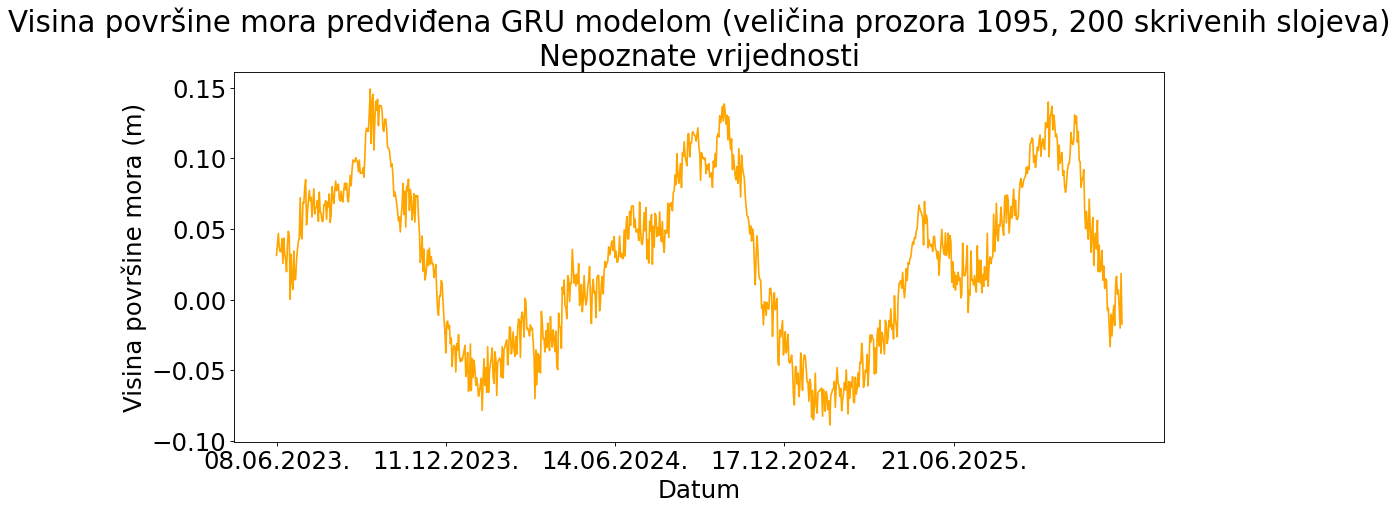 Visina površine mora predviđena GRU modelom (veličina prozora 1095, 200 skrivenih slojeva)
Nepoznate vrijednosti
Visina površine mora (m)
0.15
0.10
0.05
0.00
−0.05
−0.10
08.06.2023. 11.12.2023. 14.06.2024. 17.12.2024. 21.06.2025.
Datum